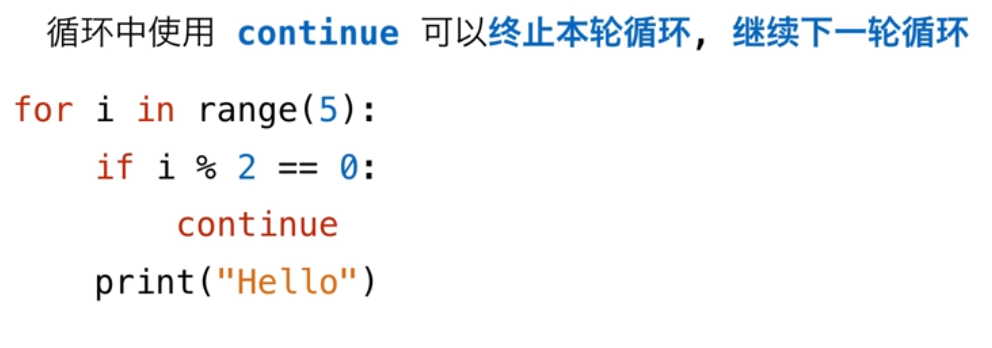 循环中使用 continue 可以终止本轮循环, 继续下一轮循环
for i in range(5):
    if i % 2 == 0:
        continue
    print("Hello")